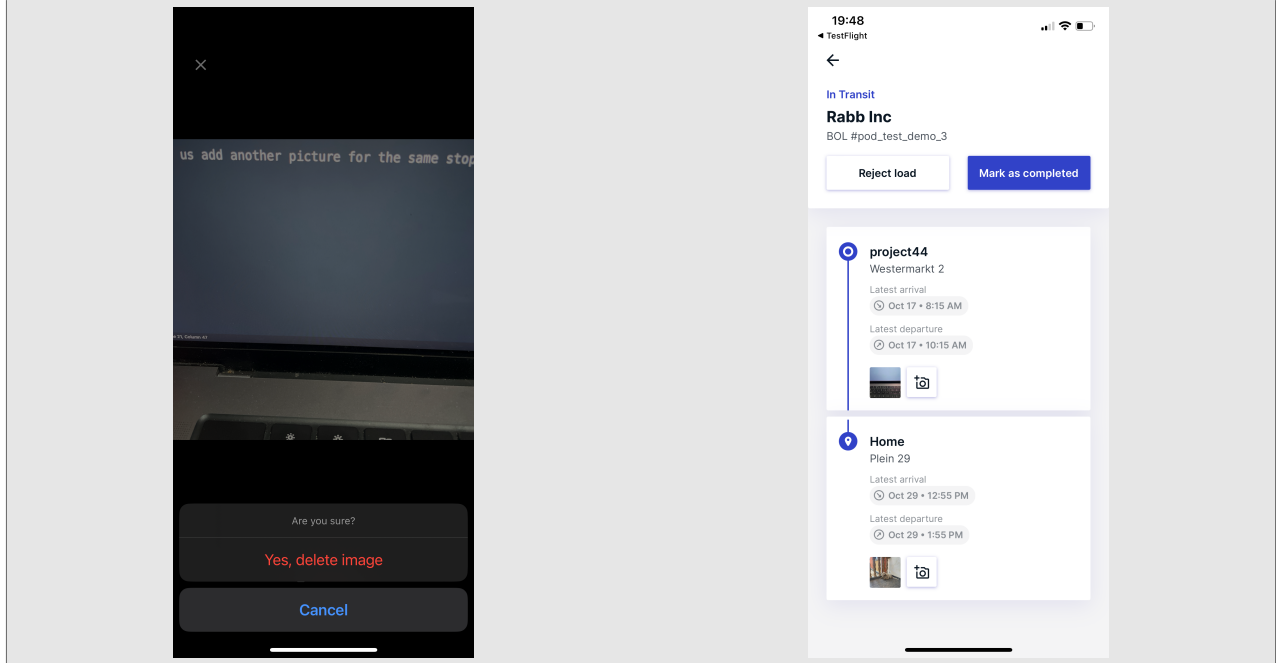 us add another picture for the same stop
Are you sure?
Yes, delete image
Cancel
19:48
◀ TestFlight
In Transit
Rabb Inc
BOL #pod_test_demo_3
Reject load
Mark as completed
project44
Westermarkt 2
Latest arrival
Oct 17 • 8:15 AM
Latest departure
Oct 17 • 10:15 AM
Home
Plein 29
Latest arrival
Oct 29 • 12:55 PM
Latest departure
Oct 29 • 1:55 PM